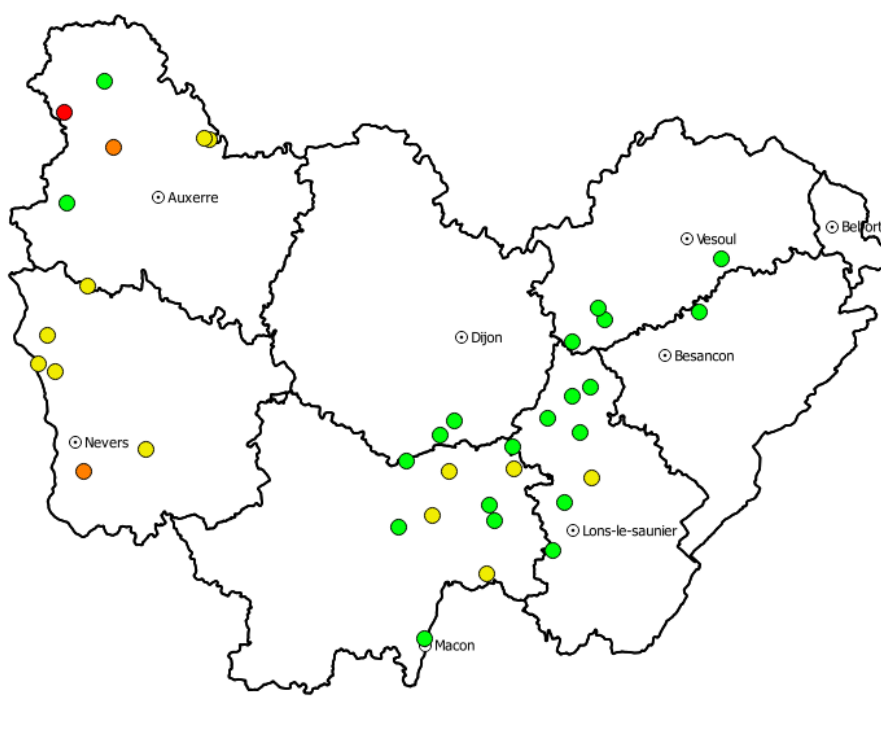 Auxerre
Vesoul
Belfort
Dijon
Besancon
Nevers
Lons-le-saunier
Macon